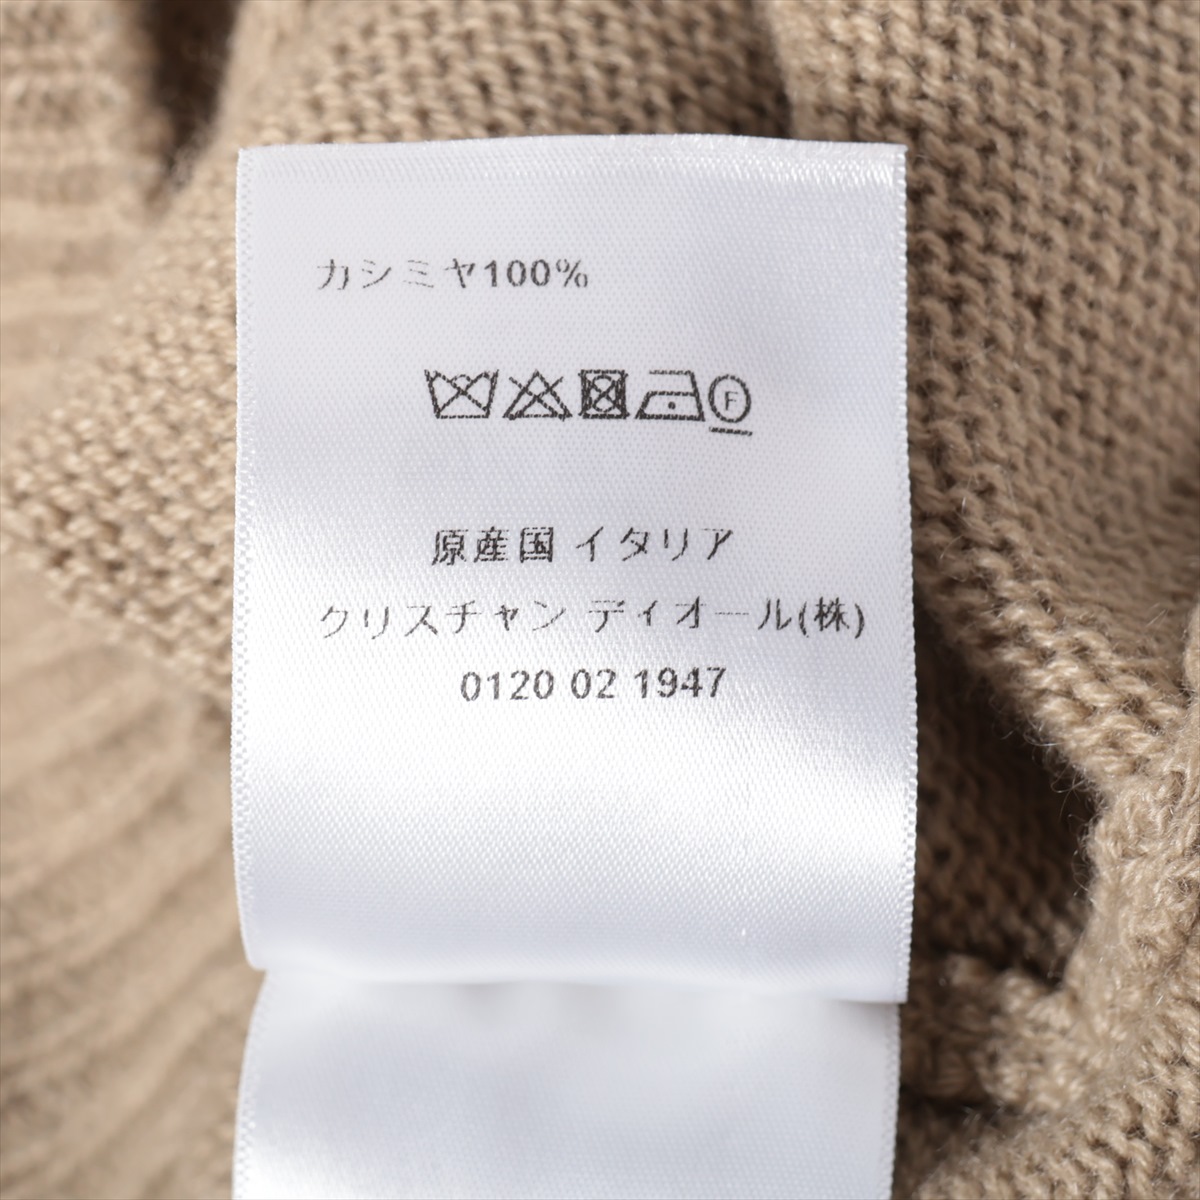 カシミヤ100%
F
原産国 イタリア
クリスチャン ディオール(株)
0120 02 1947